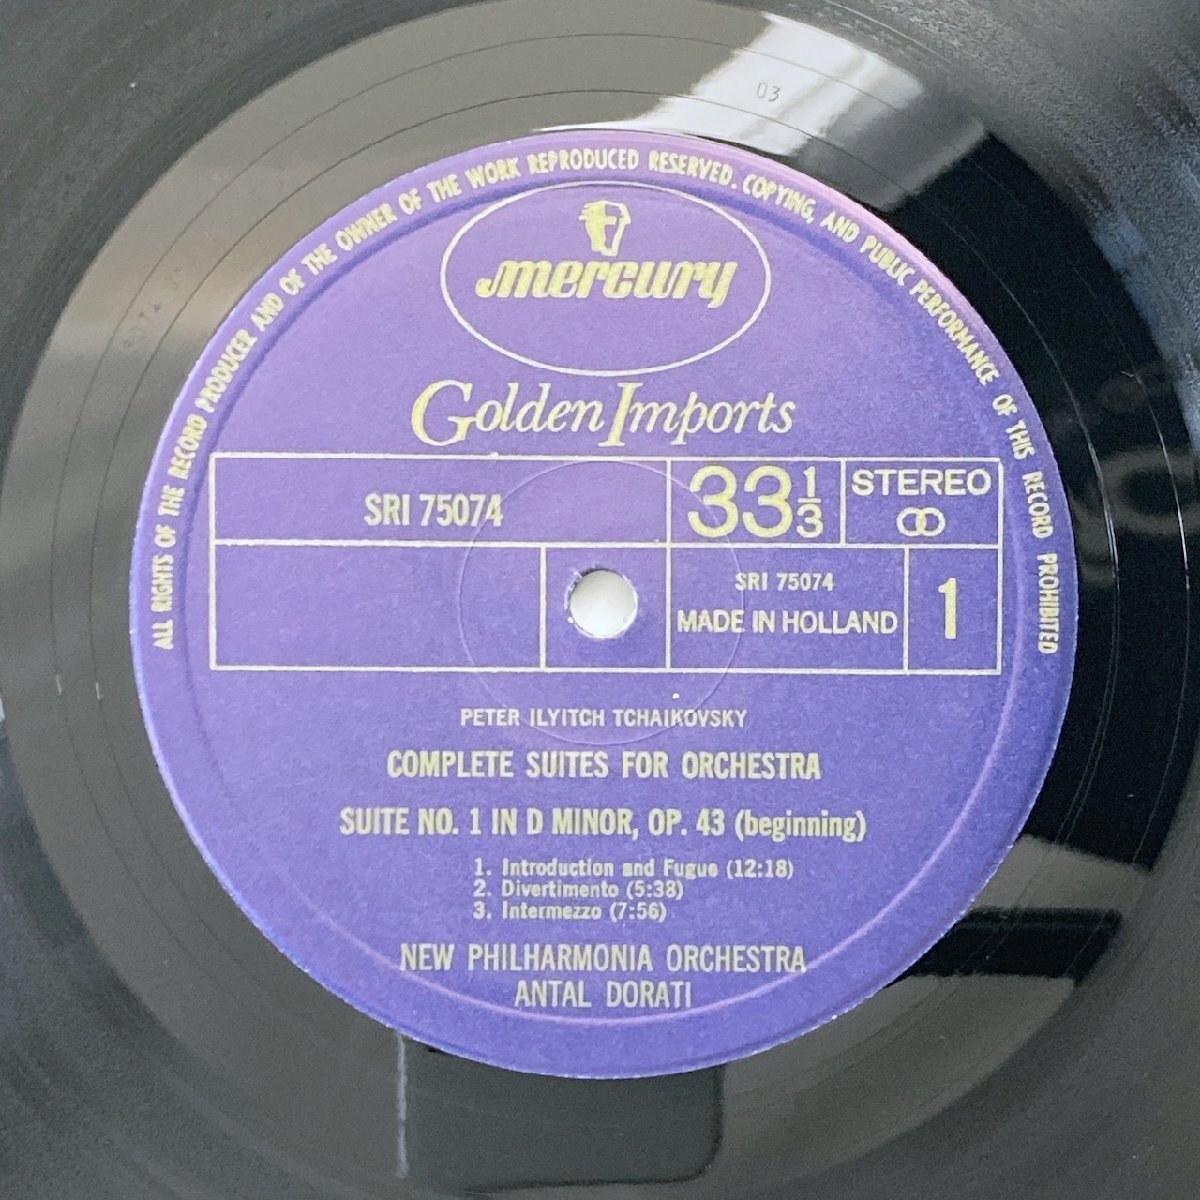 03
ALL RIGHTS OF THE RECORD PRODUCER AND OF THE OWNER OF THE WORK REPRODUCED RESERVED. COPYING, AND PUBLIC PERFORMANCE OF THIS RECORD PROHIBITED
mercury
Golden Imports
SRI 75074
33 1/3
STEREO
SRI 75074
MADE IN HOLLAND
1
PETER ILYITCH TCHAIKOVSKY
COMPLETE SUITES FOR ORCHESTRA
SUITE NO. 1 IN D MINOR, OP. 43 (beginning)
1. Introduction and Fugue (12:18)
2. Divertimento (5:38)
3. Intermezzo (7:56)
NEW PHILHARMONIA ORCHESTRA
ANTAL DORATI